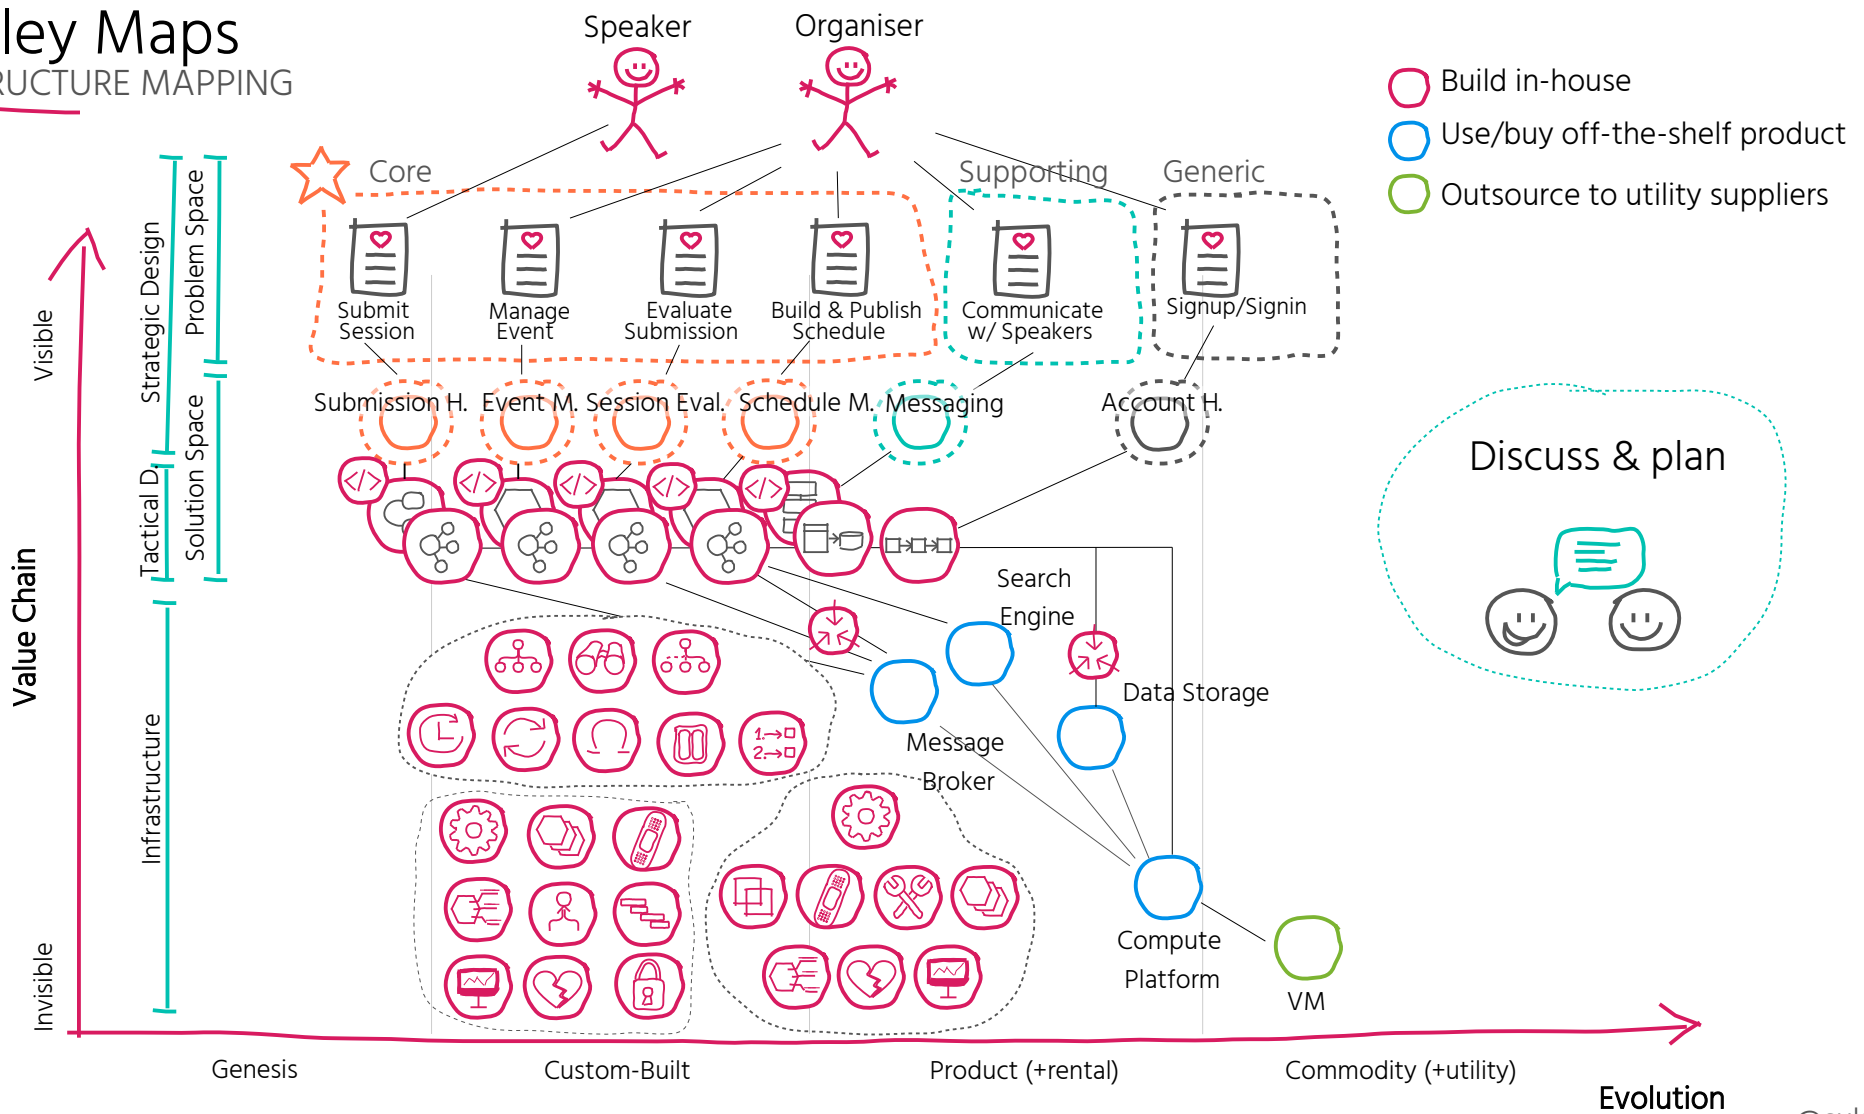 ley Maps
RUCTURE MAPPING
Speaker
Organiser
Build in-house
Use/buy off-the-shelf product
Outsource to utility suppliers
Core
Supporting
Generic
Submit
Session
Manage
Event
Evaluate
Submission
Build & Publish
Schedule
Communicate
w/ Speakers
Signup/Signin
Submission H.
Event M.
Session Eval.
Schedule M.
Messaging
Account H.
</>
</>
</>
</>
</>
Visible
Value Chain
Invisible
Strategic Design
Problem Space
Tactical D.
Solution Space
Infrastructure
Search
Engine
Data Storage
Message
Broker
1.→
2.→
Compute
Platform
VM
Discuss & plan
Genesis
Custom-Built
Product (+rental)
Commodity (+utility)
Evolution